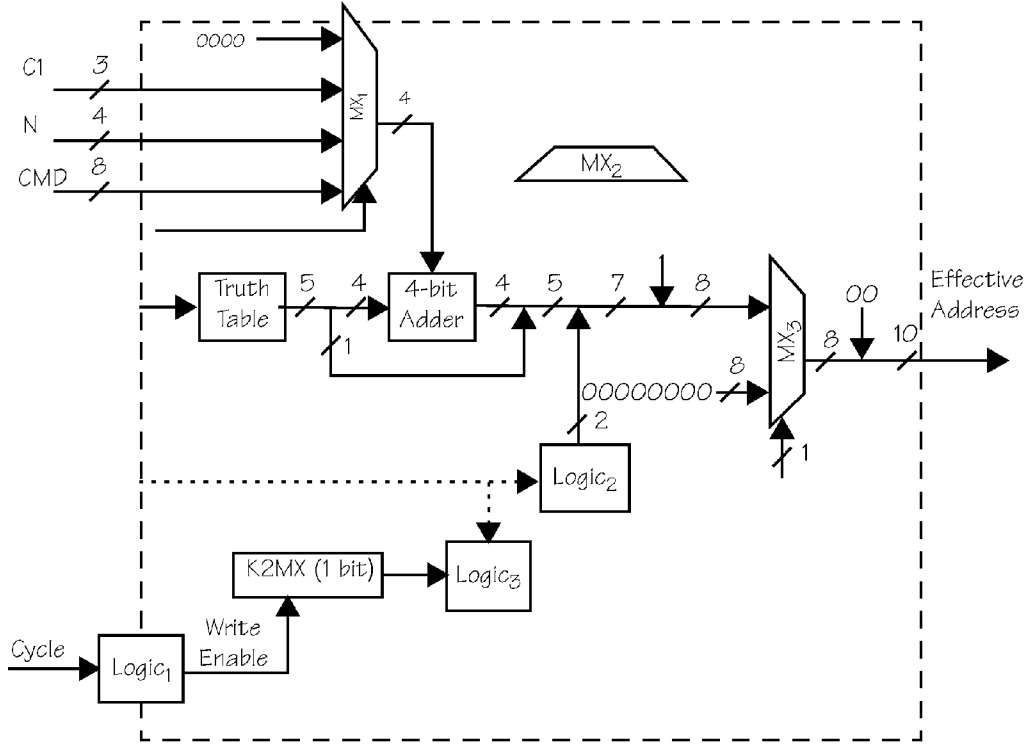 0000
C1
3
N
4
CMD
8
MX1
4
MX2
Truth
Table
5
4
1
4-bit
Adder
4
5
7
1
8
00000000
8
MX3
1
8
00
10
Effective
Address
2
Logic2
K2MX (1 bit)
Logic3
Write
Enable
Cycle
Logic1